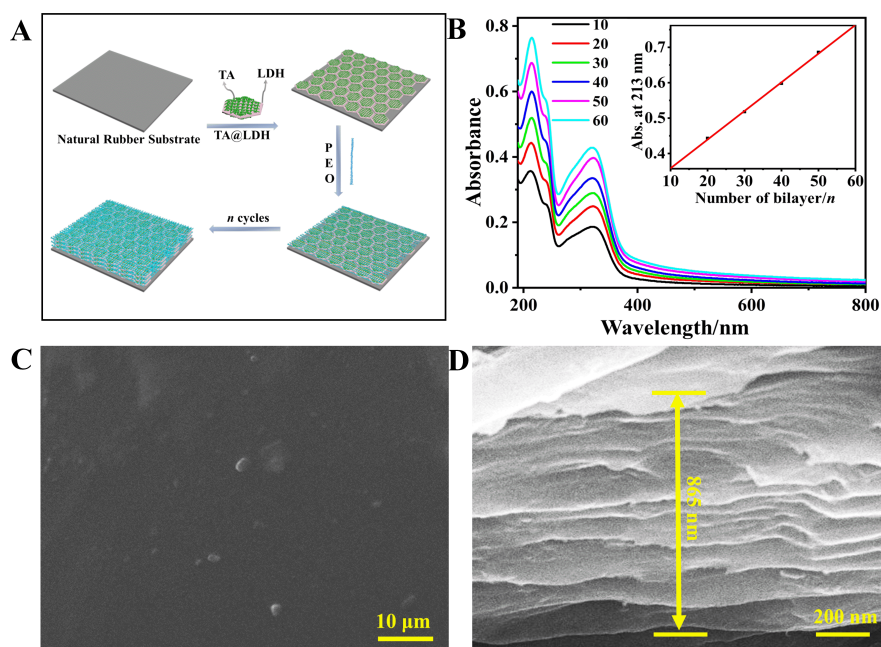 A
TA
LDH
Natural Rubber Substrate
TA@LDH
PEO
n cycles
B
10
20
30
40
50
60
Absorbance
0.8
0.6
0.4
0.2
0.0
200
400
600
800
Wavelength/nm
Abs. at 213 nm
0.7
0.6
0.5
0.4
10 20 30 40 50 60
Number of bilayer/n
C
10 μm
D
865 nm
200 nm